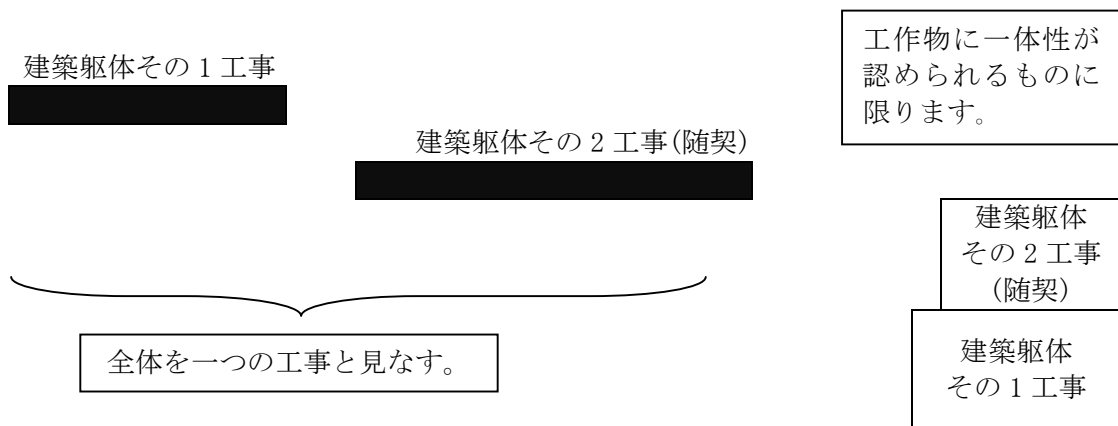 建築躯体その1工事
建築躯体その2工事(随契)
全体を一つの工事と見なす。
工作物に一体性が
認められるものに
限ります。
建築躯体
その2工事
(随契)
建築躯体
その1工事